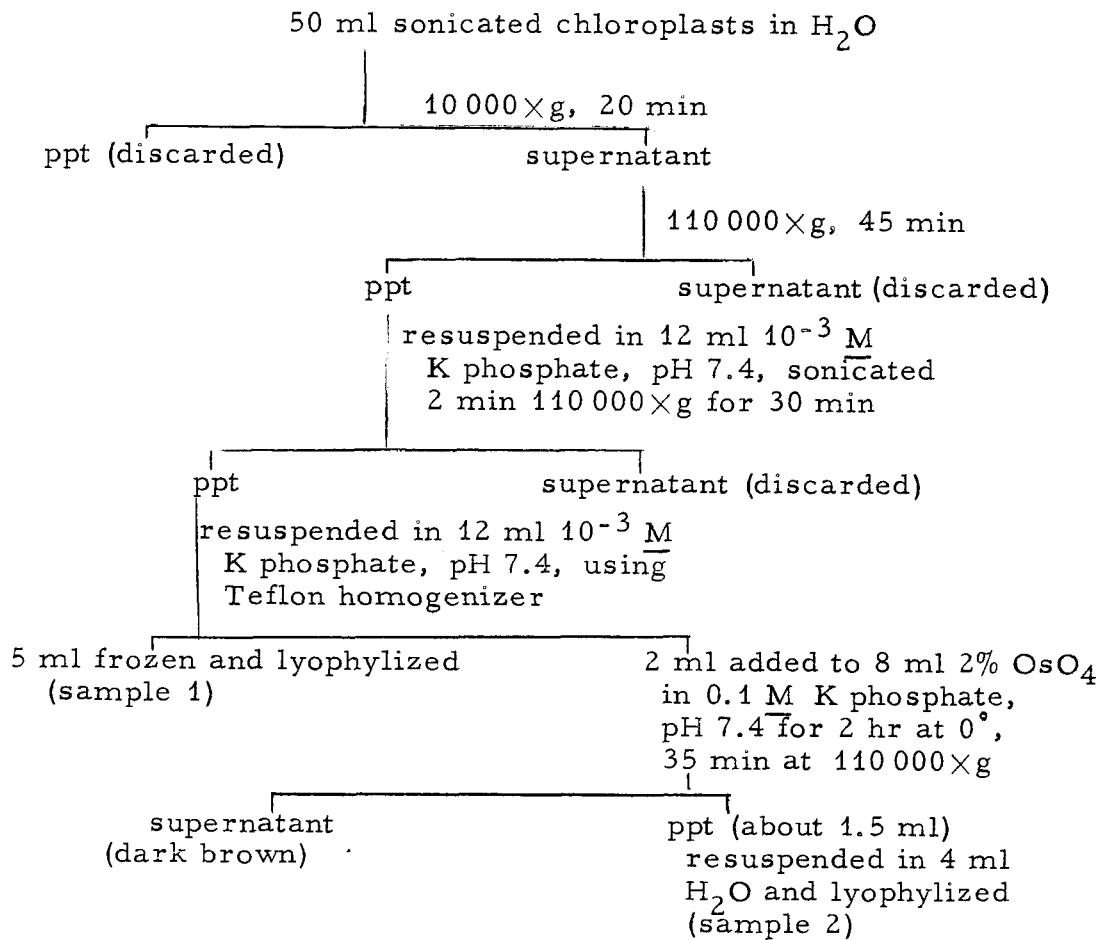 50 ml sonicated chloroplasts in H₂O
10 000×g, 20 min
ppt (discarded)
supernatant
110 000×g, 45 min
ppt
supernatant (discarded)
resuspended in 12 ml 10⁻³ M
K phosphate, pH 7.4, sonicated
2 min 110 000×g for 30 min
ppt
supernatant (discarded)
resuspended in 12 ml 10⁻³ M
K phosphate, pH 7.4, using
Teflon homogenizer
5 ml frozen and lyophylized
(sample 1)
2 ml added to 8 ml 2% OsO₄
in 0.1 M K phosphate,
pH 7.4 for 2 hr at 0°,
35 min at 110 000×g
supernatant
(dark brown)
ppt (about 1.5 ml)
resuspended in 4 ml
H₂O and lyophylized
(sample 2)